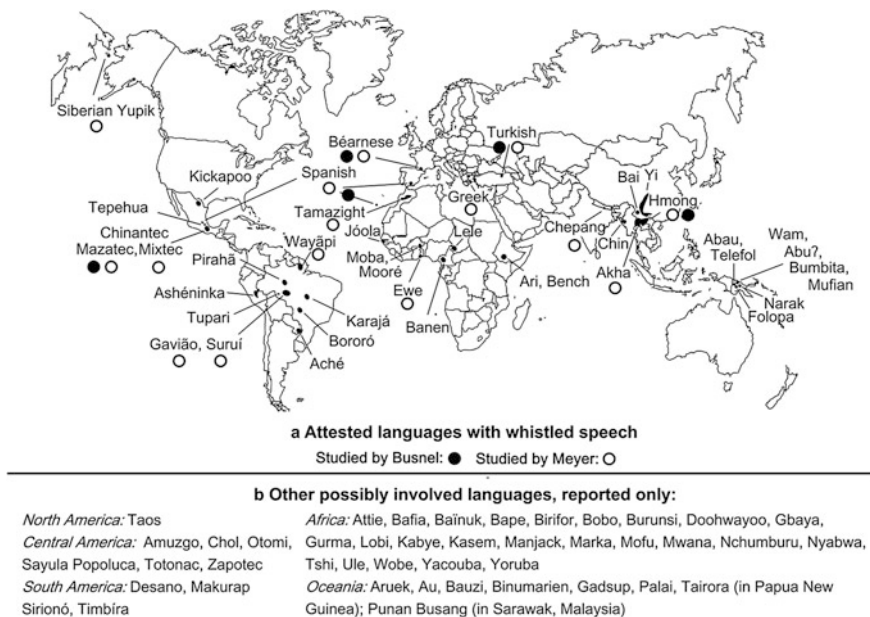 Siberian Yupik
Béarnese
Turkish
Kickapoo
Spanish
Bai Yi
Tepehua
Greek
Hmong
Chinantec
Tamazight
Chepang
Mazatec, Mixtec
Jóola
Lele
Chin
Wam,
Wayãpi
Moba,
Abau,
Abu?,
Pirahã
Mooré
Akha
Telefol
Bumbita,
Ewe
Ari, Bench
Mufian
Ashéninka
Narak
Tupari
Karajá
Banen
Folopa
Bororó
Gavião, Suruí
Aché
a Attested languages with whistled speech
Studied by Busnel: Studied by Meyer:
b Other possibly involved languages, reported only:
North America: Taos
Central America: Amuzgo, Chol, Otomi,
Sayula Popoluca, Totonac, Zapotec
South America: Desano, Makurap
Sirionó, Timbíra
Africa: Attie, Bafia, Baïnuk, Bape, Birifor, Bobo, Burunsi, Doohwayoo, Gbaya,
Gurma, Lobi, Kabye, Kasem, Manjack, Marka, Mofu, Mwana, Nchumburu, Nyabwa,
Tshi, Ule, Wobe, Yacouba, Yoruba
Oceania: Aruek, Au, Bauzi, Binumarien, Gadsup, Palai, Tairora (in Papua New
Guinea); Punan Busang (in Sarawak, Malaysia)